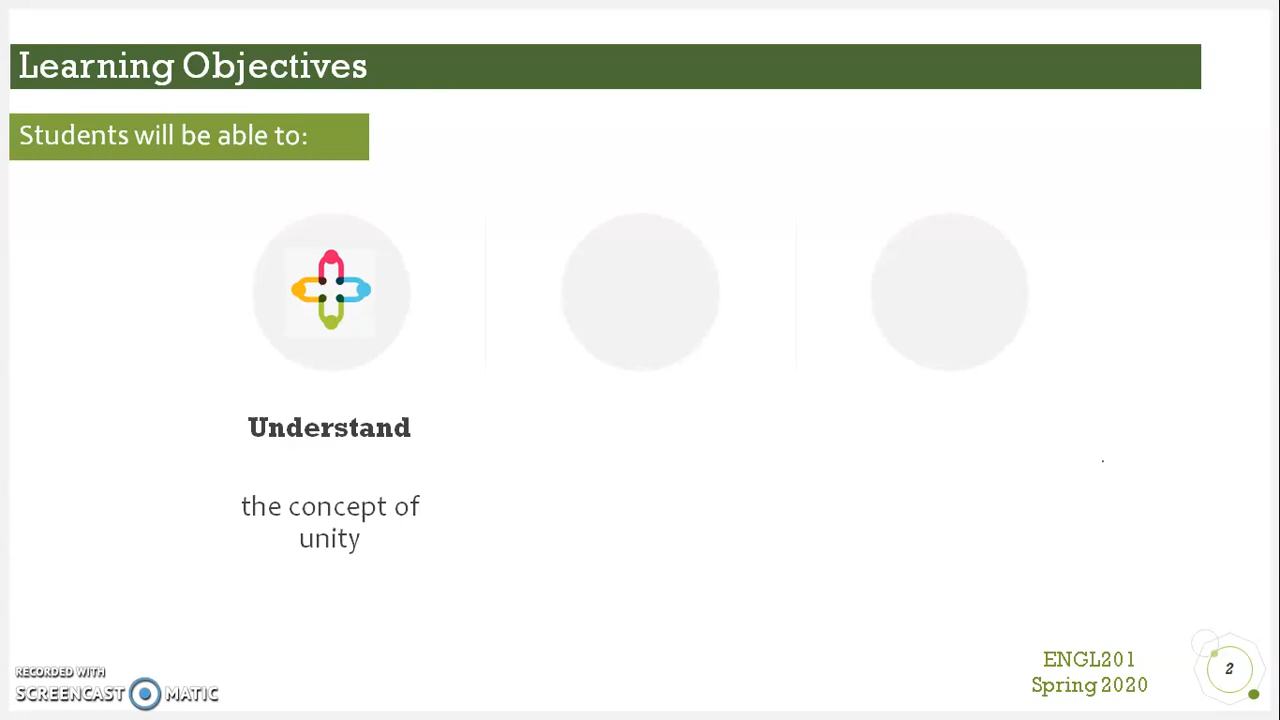 Learning Objectives
Students will be able to:
Understand
the concept of
unity
ENGL201
Spring 2020
2
RECORDED WITH
SCREENCAST MATIC